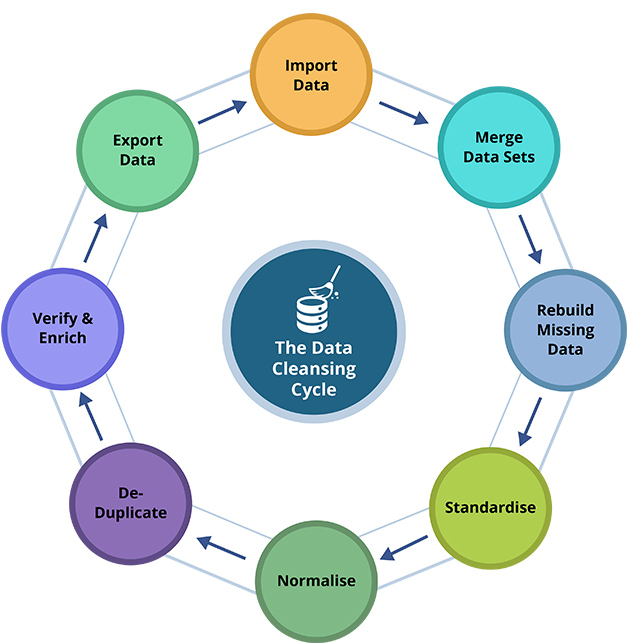 Import
Data
Merge
Data Sets
Rebuild
Missing
Data
Standardise
Normalise
De-
Duplicate
Verify &
Enrich
Export
Data
The Data
Cleansing
Cycle